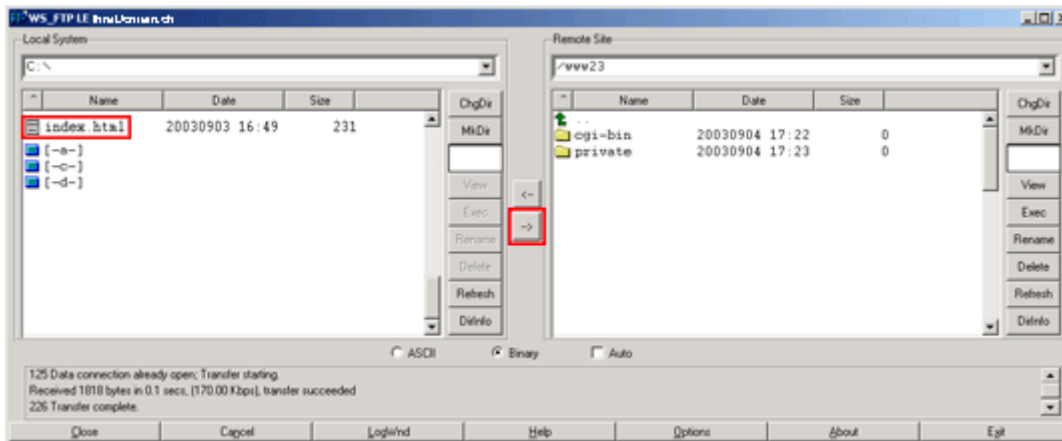 WS_FTP LE IhreDomain.ch
Local System
Remote Site
C:\
/www23
^ Name Date Size
ChgDir
^ Name Date Size
ChgDir
index.html 20030903 16:49 231
MkDir
..
MkDir
[-a-]
cgi-bin 20030904 17:22 0
[-c-]
private 20030904 17:23 0
[-d-]
View
<-
View
Exec
->
Exec
Rename
Rename
Delete
Delete
Refresh
Refresh
DirInfo
DirInfo
ASCII Binary Auto
125 Data connection already open; Transfer starting.
Received 1818 bytes in 0.1 secs, (170.00 Kbps), transfer succeeded
226 Transfer complete.
Close Cancel LogWnd Help Options About Exit